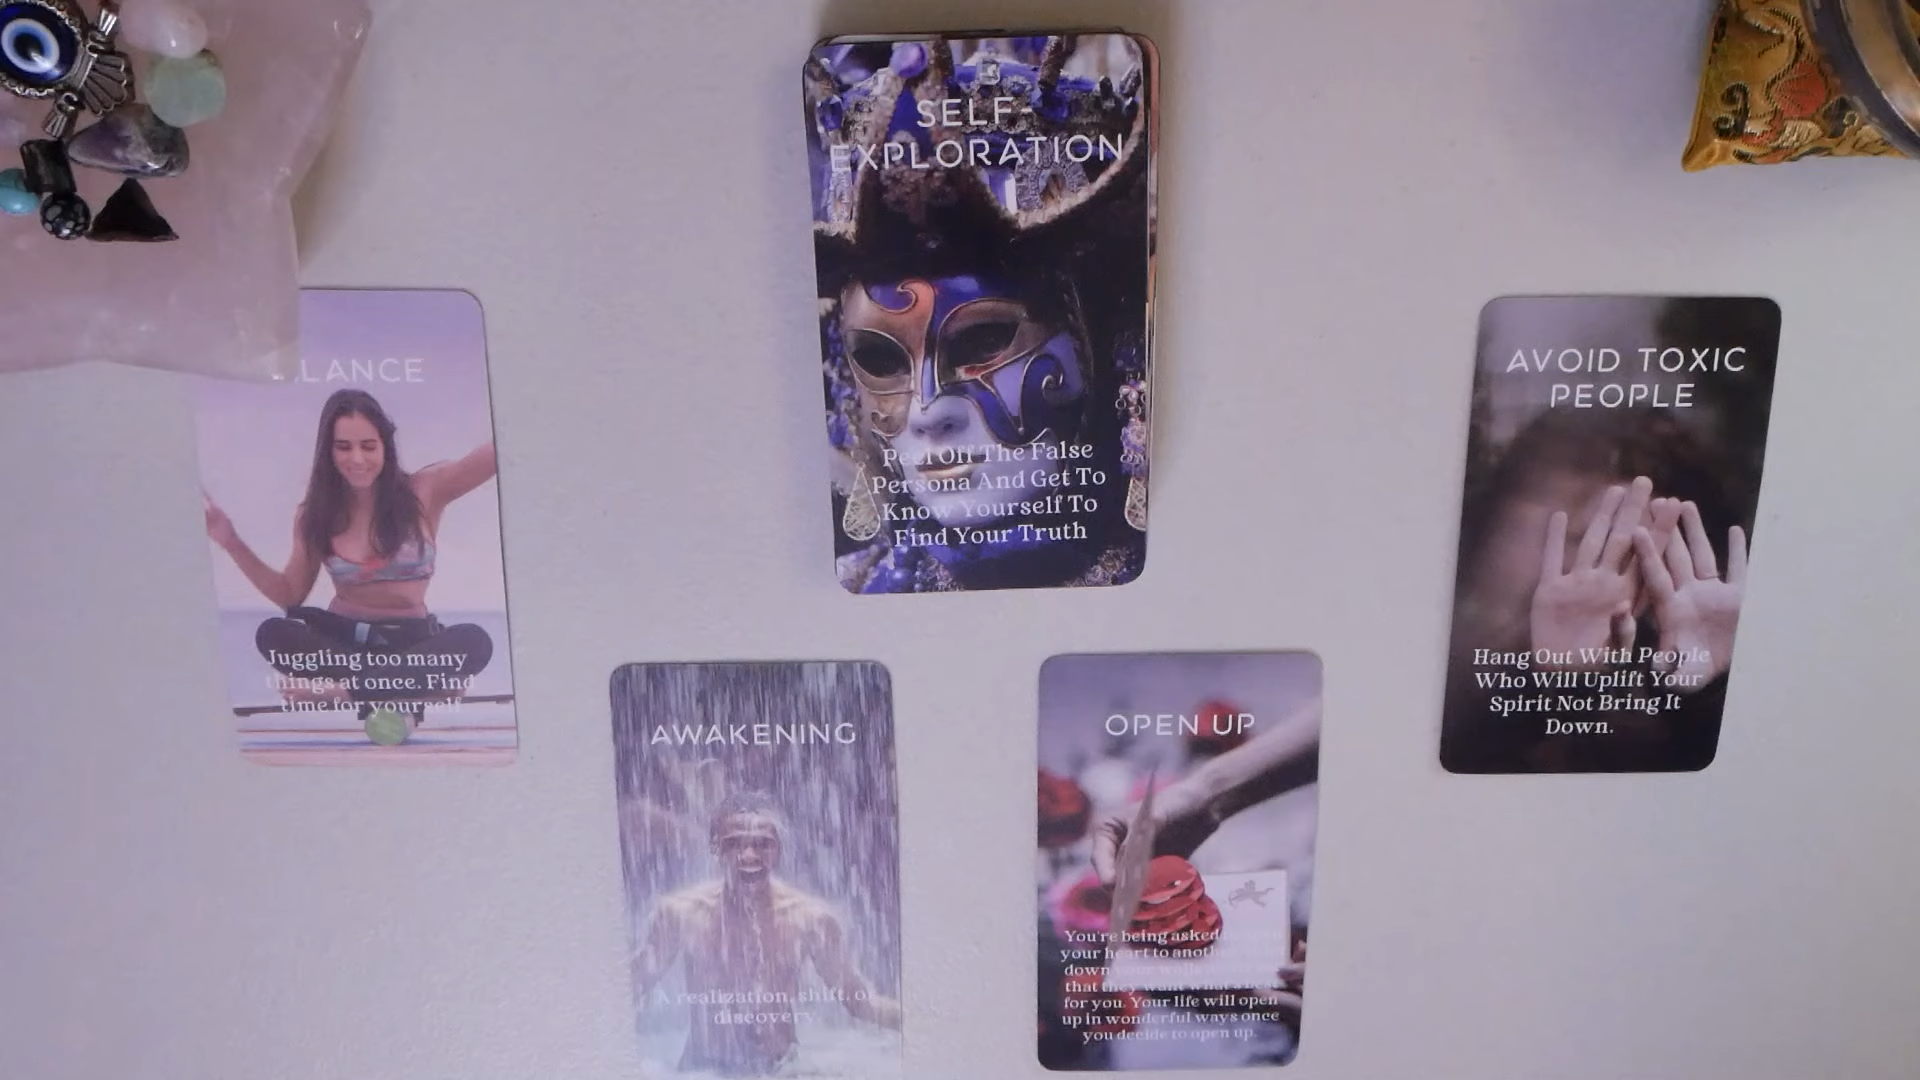 SELF-
EXPLORATION
Peel Off The False
Persona And Get To
Know Yourself To
Find Your Truth
LANCE
Juggling too many
things at once. Find
time for yourself
AWAKENING
A realization, shift, or
discovery.
OPEN UP
You're being asked
your heart to another
down your walls
that they want what's best
for you. Your life will open
up in wonderful ways once
you decide to open up.
AVOID TOXIC
PEOPLE
Hang Out With People
Who Will Uplift Your
Spirit Not Bring It
Down.